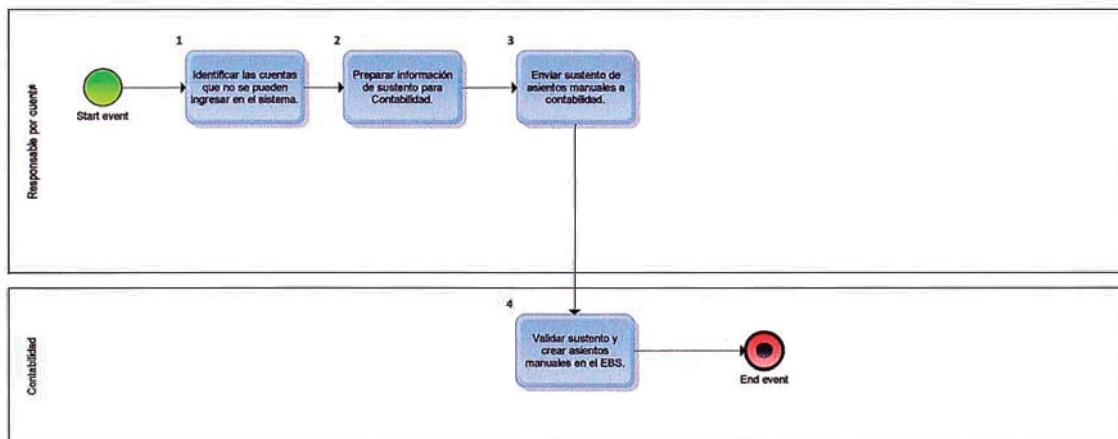 Responsable por cuenta
Start event
1
Identificar las cuentas
que no se pueden
ingresar en el sistema.
2
Preparar información
de sustento para
Contabilidad.
3
Enviar sustento de
asientos manuales a
contabilidad.
Contabilidad
4
Validar sustento y
crear asientos
manuales en el EBS.
End event